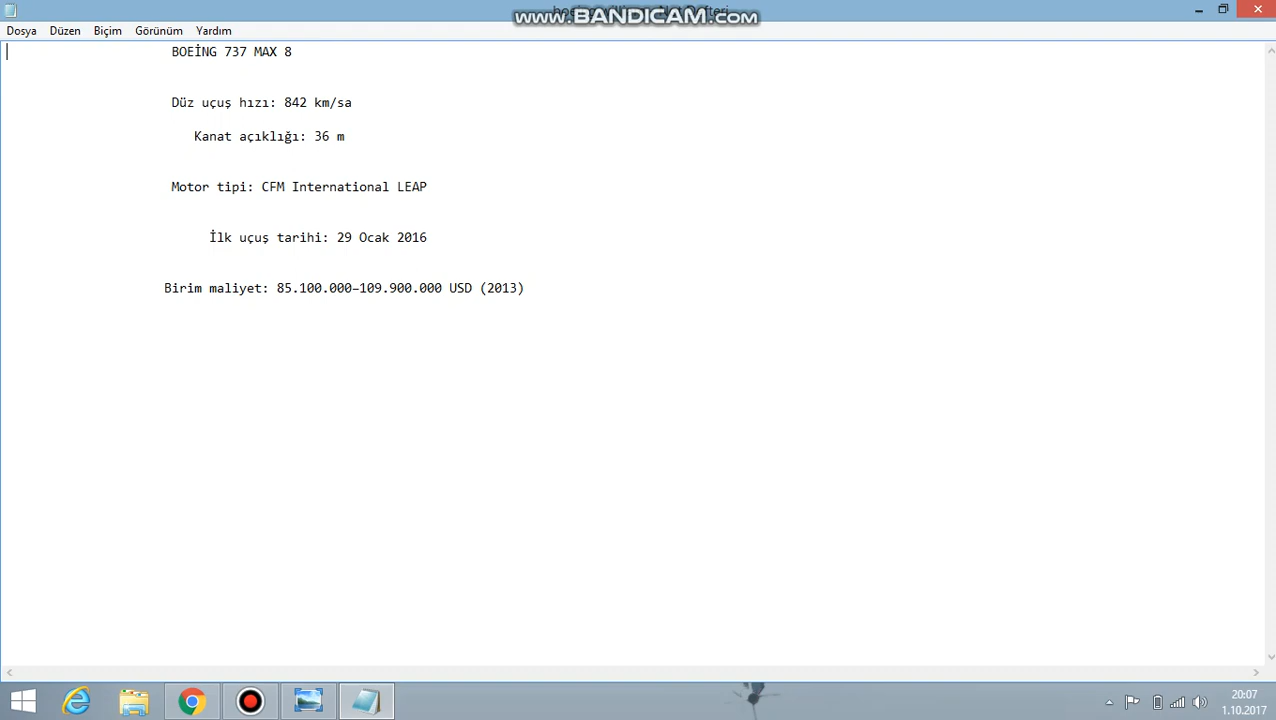 www.BANDICAM.com
Dosya Düzen Biçim Görünüm Yardım
BOEİNG 737 MAX 8
Düz uçuş hızı: 842 km/sa
Kanat açıklığı: 36 m
Motor tipi: CFM International LEAP
İlk uçuş tarihi: 29 Ocak 2016
Birim maliyet: 85.100.000–109.900.000 USD (2013)
20:07
1.10.2017